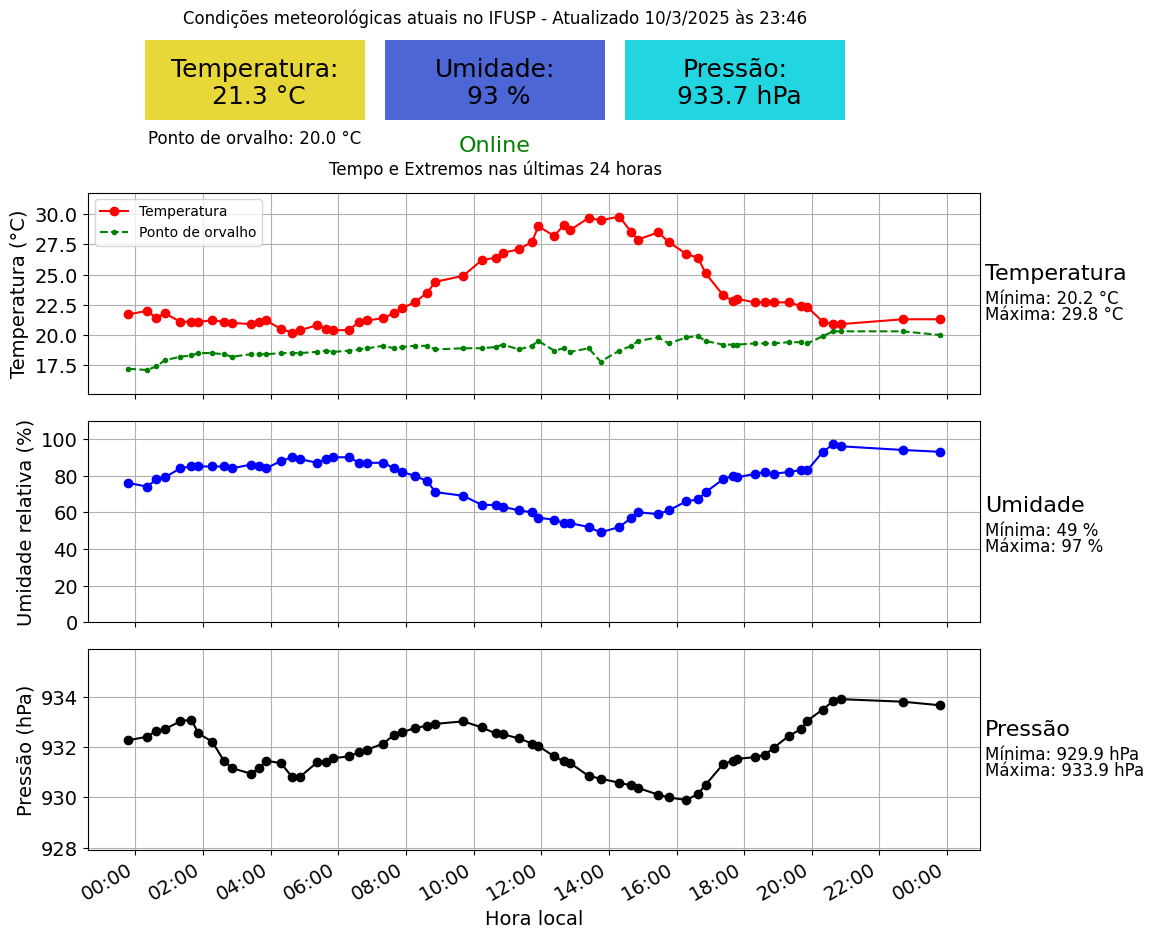 Condições meteorológicas atuais no IFUSP - Atualizado 10/3/2025 às 23:46
Temperatura:
21.3 °C
Umidade:
93 %
Pressão:
933.7 hPa
Ponto de orvalho: 20.0 °C
Online
Tempo e Extremos nas últimas 24 horas
Temperatura (°C)
30.0
27.5
25.0
22.5
20.0
17.5
Temperatura
Ponto de orvalho
Temperatura
Mínima: 20.2 °C
Máxima: 29.8 °C
Umidade relativa (%)
100
80
60
40
20
0
Umidade
Mínima: 49 %
Máxima: 97 %
Pressão (hPa)
934
932
930
928
Pressão
Mínima: 929.9 hPa
Máxima: 933.9 hPa
00:00 02:00 04:00 06:00 08:00 10:00 12:00 14:00 16:00 18:00 20:00 22:00 00:00
Hora local